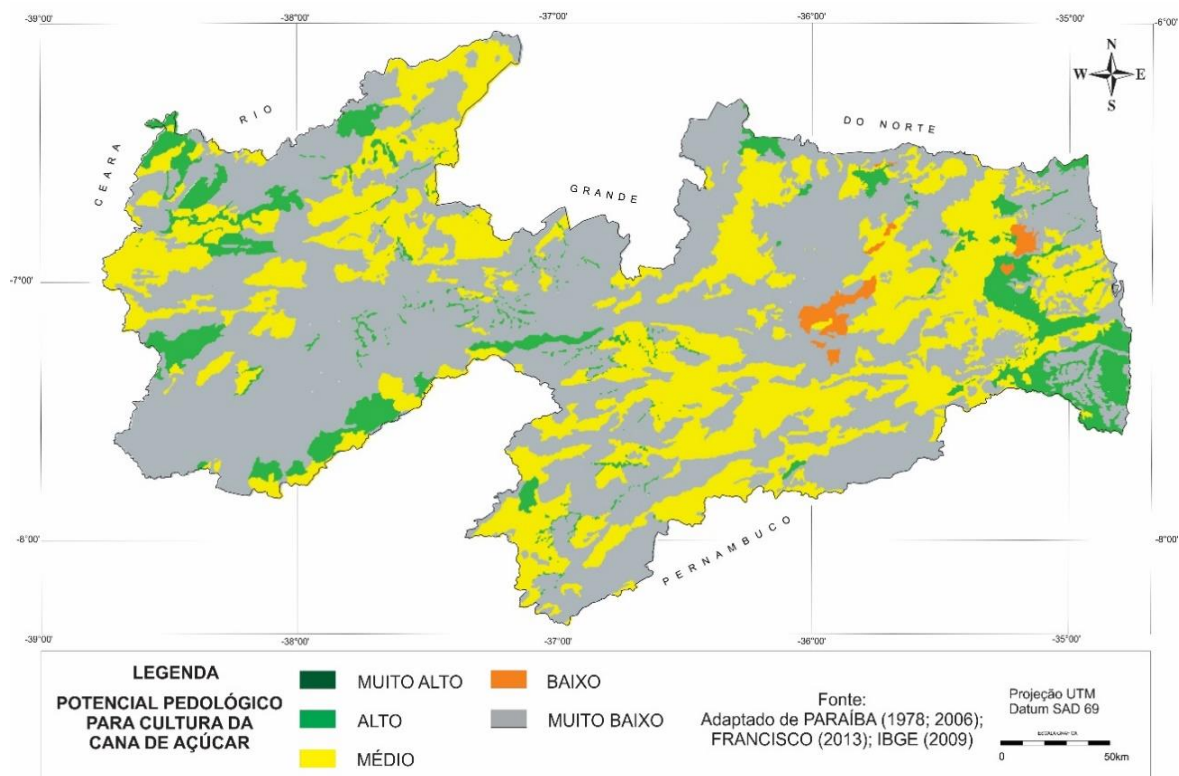 -39°00' -38°00' -37°00' -36°00' -35°00' -6°00'
N
W E
S
RIO
DO NORTE
CEARA
GRANDE
-7°00' -7°00'
PERNAMBUCO
-8°00' -8°00'
-39°00' -38°00' -37°00' -36°00' -35°00'
LEGENDA
POTENCIAL PEDOLÓGICO
PARA CULTURA DA
CANA DE AÇÚCAR
MUITO ALTO
ALTO
MÉDIO
BAIXO
MUITO BAIXO
Fonte:
Adaptado de PARAÍBA (1978; 2006);
FRANCISCO (2013); IBGE (2009)
Projeção UTM
Datum SAD 69
0 50km